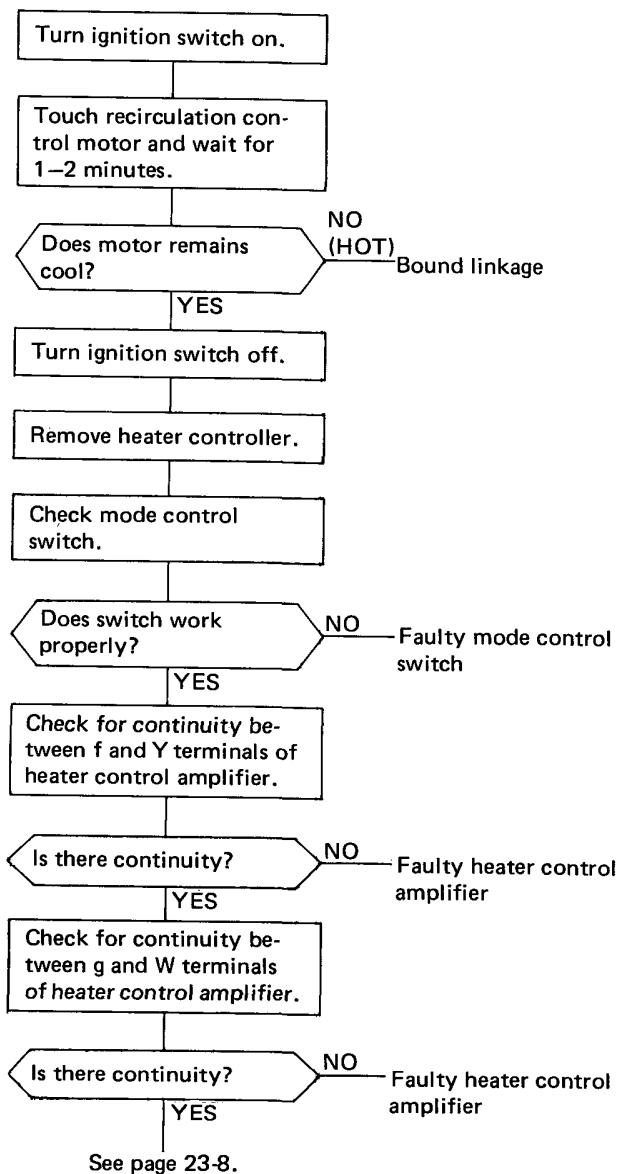 Turn ignition switch on.
Touch recirculation con-
trol motor and wait for
1–2 minutes.
Does motor remains
cool?
NO
(HOT)
Bound linkage
YES
Turn ignition switch off.
Remove heater controller.
Check mode control
switch.
Does switch work
properly?
NO
Faulty mode control
switch
YES
Check for continuity be-
tween f and Y terminals of
heater control amplifier.
Is there continuity?
NO
Faulty heater control
amplifier
YES
Check for continuity be-
tween g and W terminals
of heater control amplifier.
Is there continuity?
NO
Faulty heater control
amplifier
YES
See page 23-8.